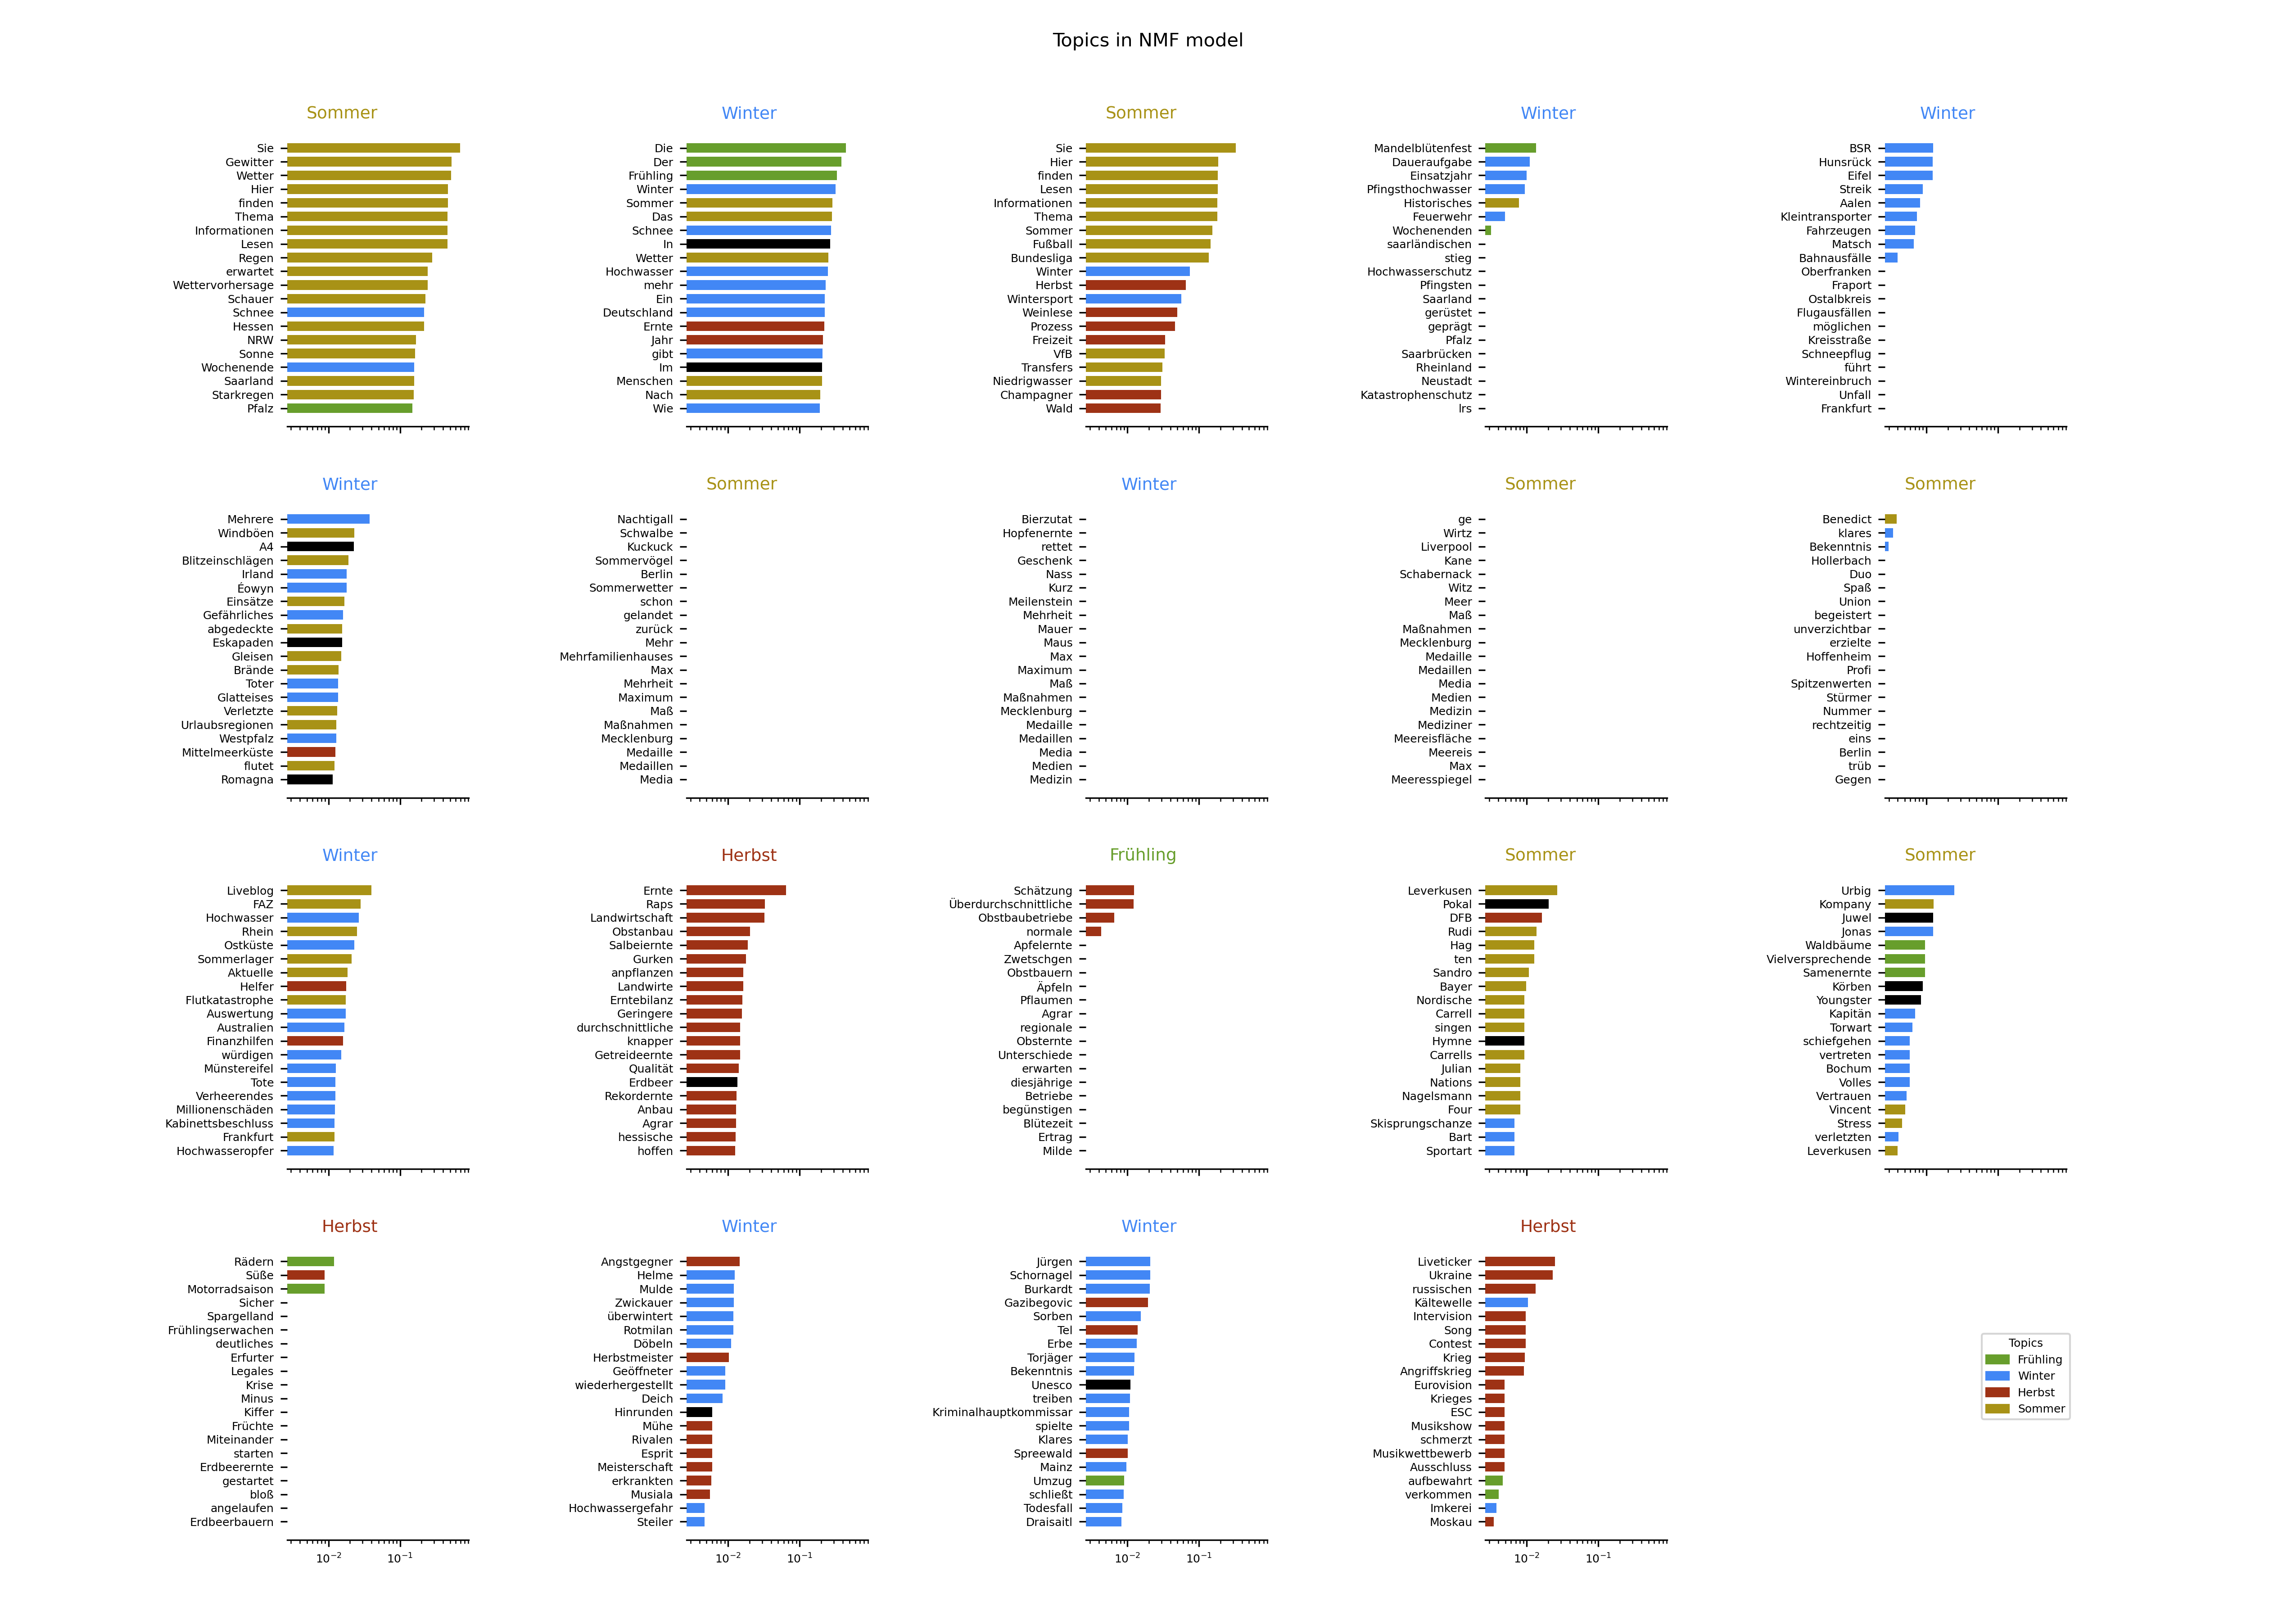 Topics in NMF model
Sommer
Sie
Gewitter
Wetter
Hier
finden
Thema
Informationen
Lesen
Regen
erwartet
Wettervorhersage
Schauer
Schnee
Hessen
NRW
Sonne
Wochenende
Saarland
Starkregen
Pfalz
Winter
Die
Der
Frühling
Winter
Sommer
Das
Schnee
In
Wetter
Hochwasser
mehr
Ein
Deutschland
Ernte
Jahr
gibt
Im
Menschen
Nach
Wie
Sommer
Sie
Hier
finden
Lesen
Informationen
Thema
Sommer
Fußball
Bundesliga
Winter
Herbst
Wintersport
Weinlese
Prozess
Freizeit
VfB
Transfers
Niedrigwasser
Champagner
Wald
Winter
Mandelblütenfest
Daueraufgabe
Einsatzjahr
Pfingsthochwasser
Historisches
Feuerwehr
Wochenenden
saarländischen
stieg
Hochwasserschutz
Pfingsten
Saarland
gerüstet
geprägt
Pfalz
Saarbrücken
Rheinland
Neustadt
Katastrophenschutz
Irs
Winter
BSR
Hunsrück
Eifel
Streik
Aalen
Kleintransporter
Fahrzeugen
Matsch
Bahnausfälle
Oberfranken
Fraport
Ostalbkreis
Flugausfällen
möglichen
Kreisstraße
Schneepflug
führt
Wintereinbruch
Unfall
Frankfurt
Winter
Mehrere
Windböen
A4
Blitzeinschlägen
Irland
Éowyn
Einsätze
Gefährliches
abgedeckte
Eskapaden
Gleisen
Brände
Toter
Glatteises
Verletzte
Urlaubsregionen
Westpfalz
Mittelmeerküste
flutet
Romagna
Sommer
Nachtigall
Schwalbe
Kuckuck
Sommervögel
Berlin
Sommerwetter
schon
gelandet
zurück
Mehr
Mehrfamilienhauses
Max
Mehrheit
Maximum
Maß
Maßnahmen
Mecklenburg
Medaille
Medaillen
Media
Winter
Bierzutat
Hopfenernte
rettet
Geschenk
Nass
Kurz
Meilenstein
Mehrheit
Mauer
Maus
Max
Maximum
Maß
Maßnahmen
Mecklenburg
Medaille
Medaillen
Media
Medien
Medizin
Sommer
ge
Wirtz
Liverpool
Kane
Schabernack
Witz
Meer
Maß
Maßnahmen
Mecklenburg
Medaille
Medaillen
Media
Medien
Medizin
Mediziner
Meereisfläche
Meereis
Max
Meeresspiegel
Sommer
Benedict
klares
Bekenntnis
Hollerbach
Duo
Spaß
Union
begeistert
unverzichtbar
erzielte
Hoffenheim
Profi
Spitzenwerten
Stürmer
Nummer
rechtzeitig
eins
Berlin
trüb
Gegen
Winter
Liveblog
FAZ
Hochwasser
Rhein
Ostküste
Sommerlager
Aktuelle
Helfer
Flutkatastrophe
Auswertung
Australien
Finanzhilfen
würdigen
Münstereifel
Tote
Verheerendes
Millionenschäden
Kabinettsbeschluss
Frankfurt
Hochwasseropfer
Herbst
Ernte
Raps
Landwirtschaft
Obstanbau
Salbeiernte
Gurken
anpflanzen
Landwirte
Erntebilanz
Geringere
durchschnittliche
knapper
Getreideernte
Qualität
Erdbeer
Rekordernte
Anbau
Agrar
hessische
hoffen
Frühling
Schätzung
Überdurchschnittliche
Obstbaubetriebe
normale
Apfelernte
Zwetschgen
Obstbauern
Äpfeln
Pflaumen
Agrar
regionale
Obsternte
Unterschiede
erwarten
diesjährige
Betriebe
begünstigen
Blütezeit
Ertrag
Milde
Sommer
Leverkusen
Pokal
DFB
Rudi
Hag
ten
Sandro
Bayer
Nordische
Carrell
singen
Hymne
Carrells
Julian
Nations
Nagelsmann
Four
Skisprungschanze
Bart
Sportart
Sommer
Urbig
Kompany
Juwel
Jonas
Waldbäume
Vielversprechende
Samenernte
Körben
Youngster
Kapitän
Torwart
schiefgehen
vertreten
Bochum
Volles
Vertrauen
Vincent
Stress
verletzten
Leverkusen
Herbst
Rädern
Süße
Motorradsaison
Sicher
Spargelland
Frühlingserwachen
deutliches
Erfurter
Legales
Krise
Minus
Kiffer
Früchte
Miteinander
starten
Erdbeerernte
gestartet
bloß
angelaufen
Erdbeerbauern
10⁻² 10⁻¹
Winter
Angstgegner
Helme
Mulde
Zwickauer
überwintert
Rotmilan
Döbeln
Herbstmeister
Geöffneter
wiederhergestellt
Deich
Hinrunden
Mühe
Rivalen
Esprit
Meisterschaft
erkrankten
Musiala
Hochwassergefahr
Steiler
10⁻² 10⁻¹
Winter
Jürgen
Schornagel
Burkardt
Gazibegovic
Sorben
Tel
Erbe
Torjäger
Bekenntnis
Unesco
treiben
Kriminalhauptkommissar
spielte
Klares
Spreewald
Mainz
Umzug
schließt
Todesfall
Draisaitl
10⁻² 10⁻¹
Herbst
Liveticker
Ukraine
russischen
Kältewelle
Intervision
Song
Contest
Krieg
Angriffskrieg
Eurovision
Krieges
ESC
Musikshow
schmerzt
Musikwettbewerb
Ausschluss
aufbewahrt
verkommen
Imkerei
Moskau
10⁻² 10⁻¹
Topics
Frühling
Winter
Herbst
Sommer